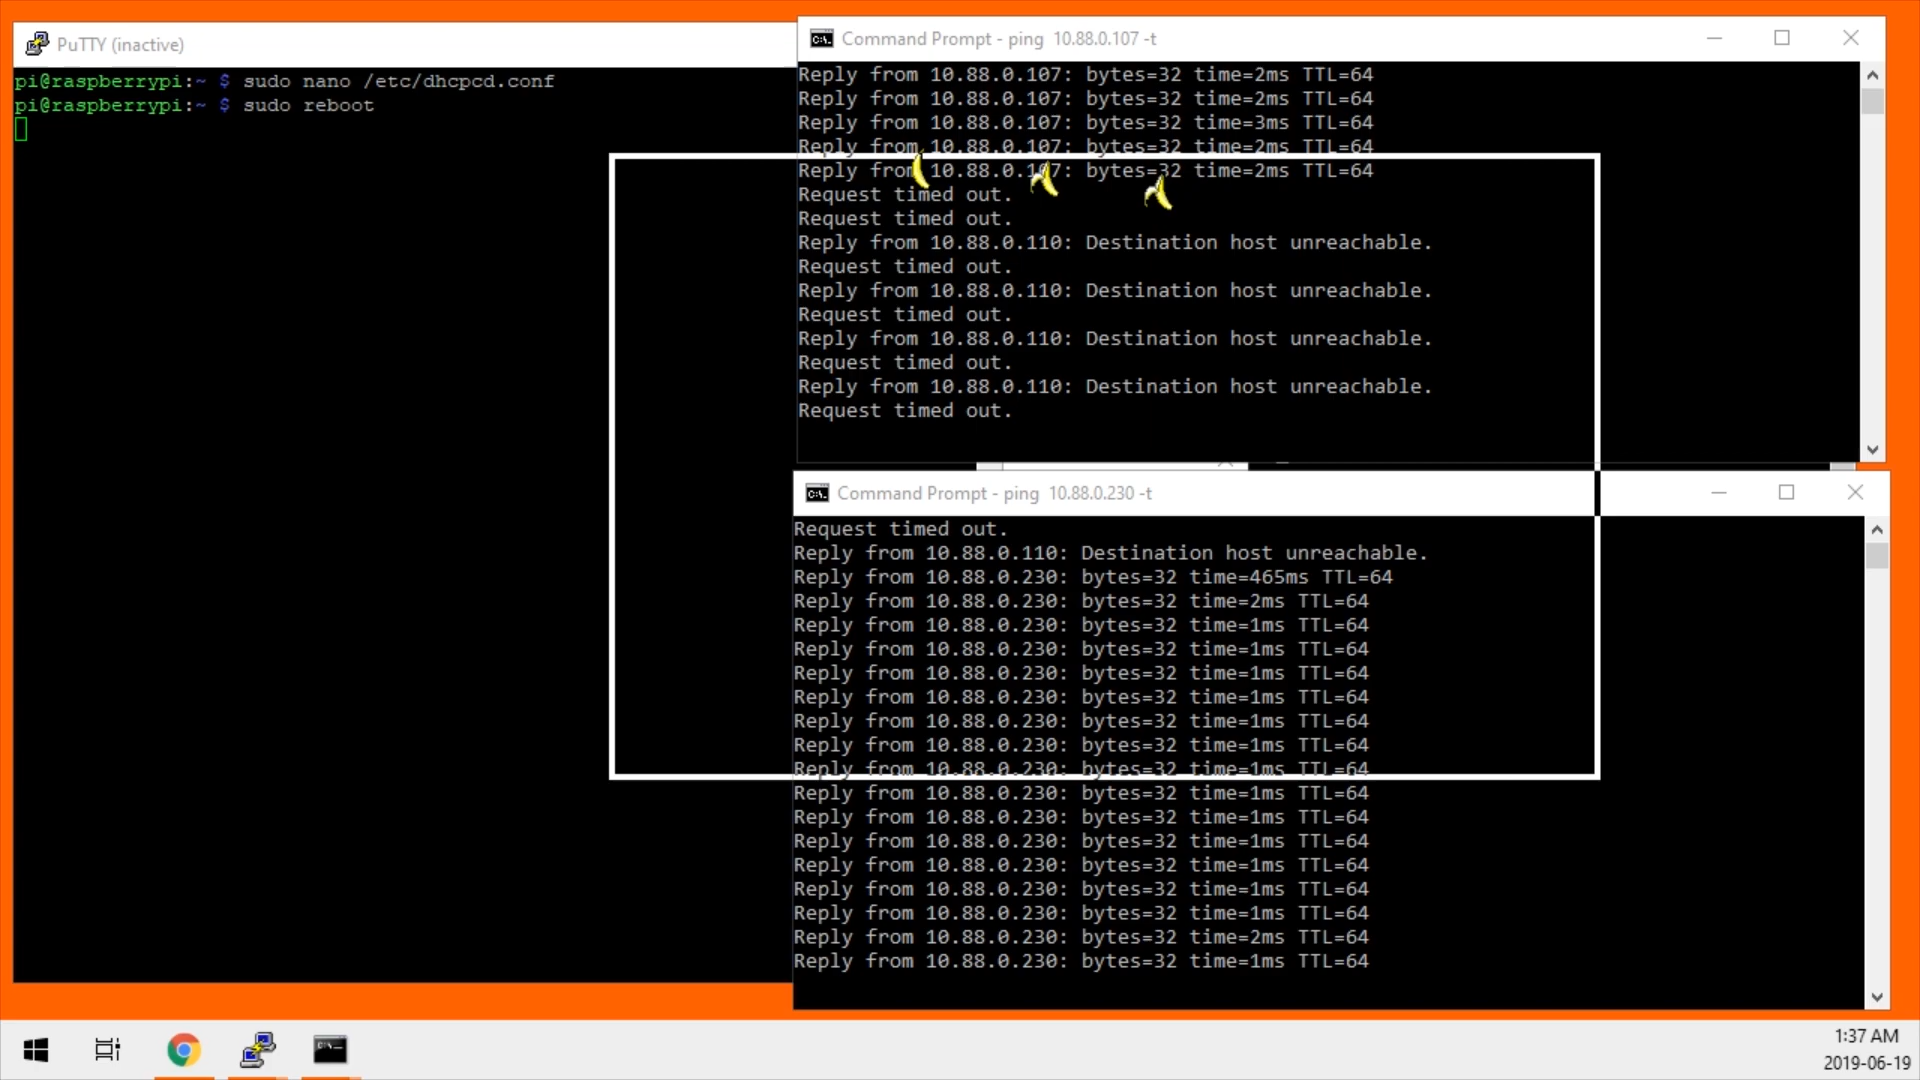 PuTTY (inactive)
pi@raspberrypi:~ $ sudo nano /etc/dhcpcd.conf
pi@raspberrypi:~ $ sudo reboot
Command Prompt - ping 10.88.0.107 -t
Reply from 10.88.0.107: bytes=32 time=2ms TTL=64
Reply from 10.88.0.107: bytes=32 time=2ms TTL=64
Reply from 10.88.0.107: bytes=32 time=3ms TTL=64
Reply from 10.88.0.107: bytes=32 time=2ms TTL=64
Reply from 10.88.0.107: bytes=32 time=2ms TTL=64
Request timed out.
Request timed out.
Reply from 10.88.0.110: Destination host unreachable.
Request timed out.
Reply from 10.88.0.110: Destination host unreachable.
Request timed out.
Reply from 10.88.0.110: Destination host unreachable.
Request timed out.
Reply from 10.88.0.110: Destination host unreachable.
Request timed out.
Command Prompt - ping 10.88.0.230 -t
Request timed out.
Reply from 10.88.0.110: Destination host unreachable.
Reply from 10.88.0.230: bytes=32 time=465ms TTL=64
Reply from 10.88.0.230: bytes=32 time=2ms TTL=64
Reply from 10.88.0.230: bytes=32 time=1ms TTL=64
Reply from 10.88.0.230: bytes=32 time=1ms TTL=64
Reply from 10.88.0.230: bytes=32 time=1ms TTL=64
Reply from 10.88.0.230: bytes=32 time=1ms TTL=64
Reply from 10.88.0.230: bytes=32 time=1ms TTL=64
Reply from 10.88.0.230: bytes=32 time=1ms TTL=64
Reply from 10.88.0.230: bytes=32 time=1ms TTL=64
Reply from 10.88.0.230: bytes=32 time=1ms TTL=64
Reply from 10.88.0.230: bytes=32 time=1ms TTL=64
Reply from 10.88.0.230: bytes=32 time=1ms TTL=64
Reply from 10.88.0.230: bytes=32 time=1ms TTL=64
Reply from 10.88.0.230: bytes=32 time=1ms TTL=64
Reply from 10.88.0.230: bytes=32 time=1ms TTL=64
Reply from 10.88.0.230: bytes=32 time=2ms TTL=64
Reply from 10.88.0.230: bytes=32 time=1ms TTL=64
1:37 AM
2019-06-19